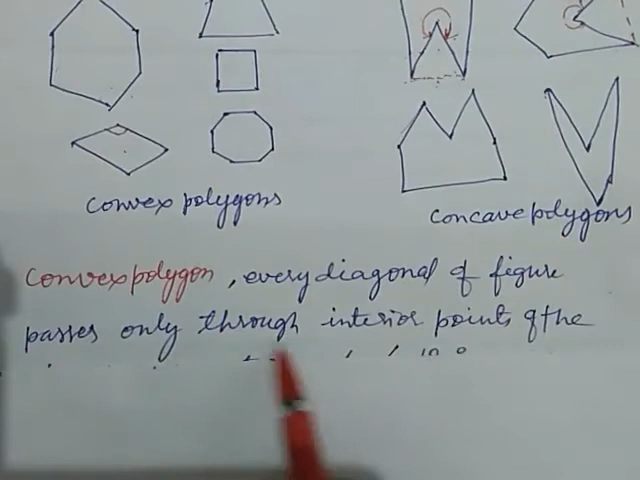 convex polygons
concave polygons
convex polygon, every diagonal of figure
passes only through interior points of the